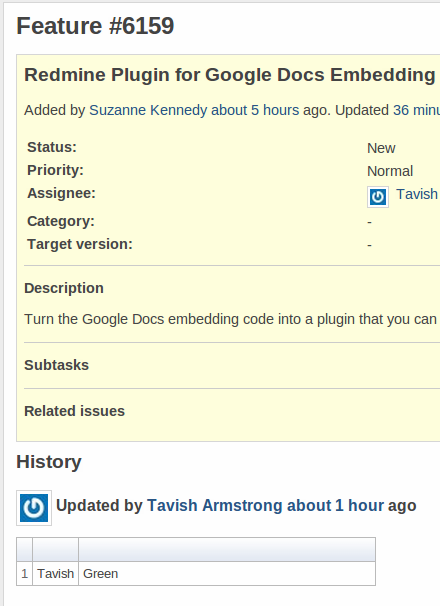 Feature #6159
Redmine Plugin for Google Docs Embedding
Added by Suzanne Kennedy about 5 hours ago. Updated 36 minu
Status: New
Priority: Normal
Assignee: Tavish
Category: -
Target version: -
Description
Turn the Google Docs embedding code into a plugin that you can
Subtasks
Related issues
History
Updated by Tavish Armstrong about 1 hour ago
1 Tavish Green